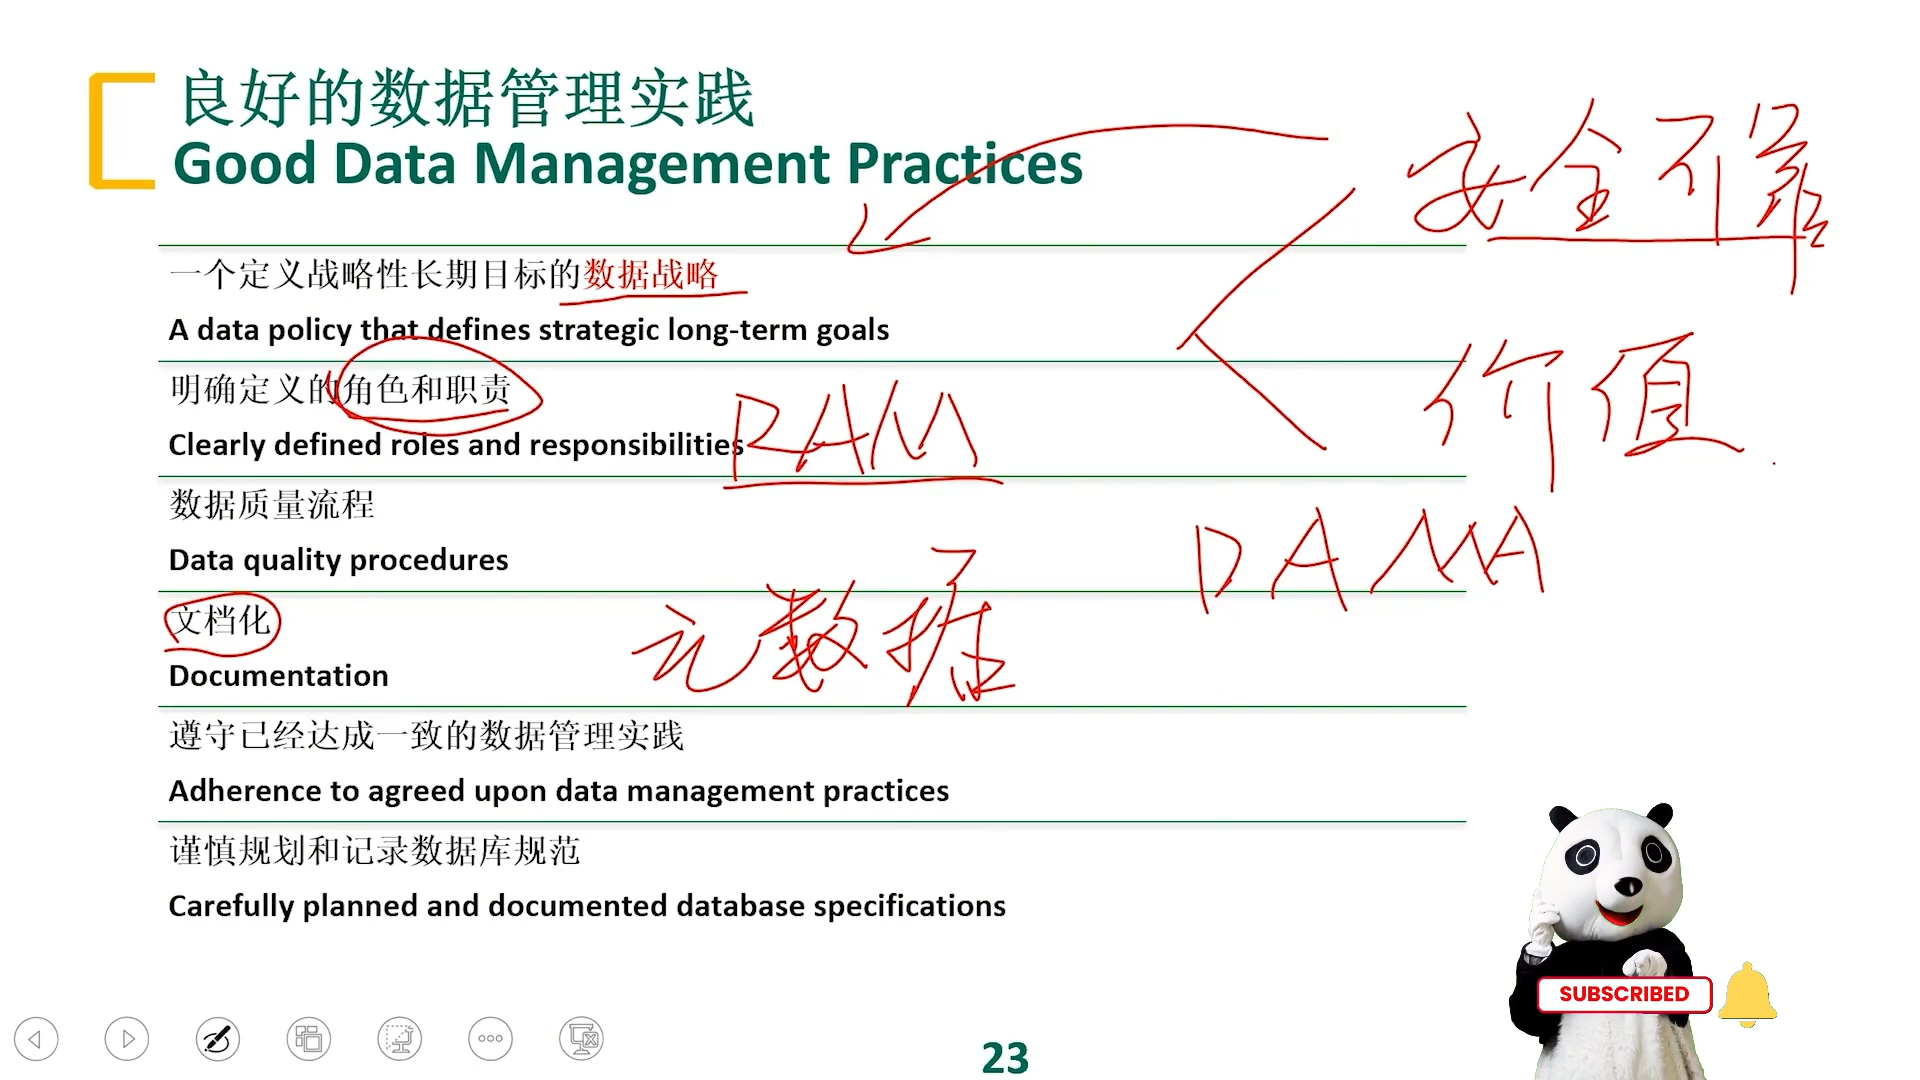 良好的数据管理实践
Good Data Management Practices
安全可靠
一个定义战略性长期目标的数据战略
A data policy that defines strategic long-term goals
价值
明确定义的角色和职责
Clearly defined roles and responsibilities
RAM
数据质量流程
Data quality procedures
DAMA
文档化
元数据
Documentation
遵守已经达成一致的数据管理实践
Adherence to agreed upon data management practices
谨慎规划和记录数据库规范
Carefully planned and documented database specifications
SUBSCRIBED
23